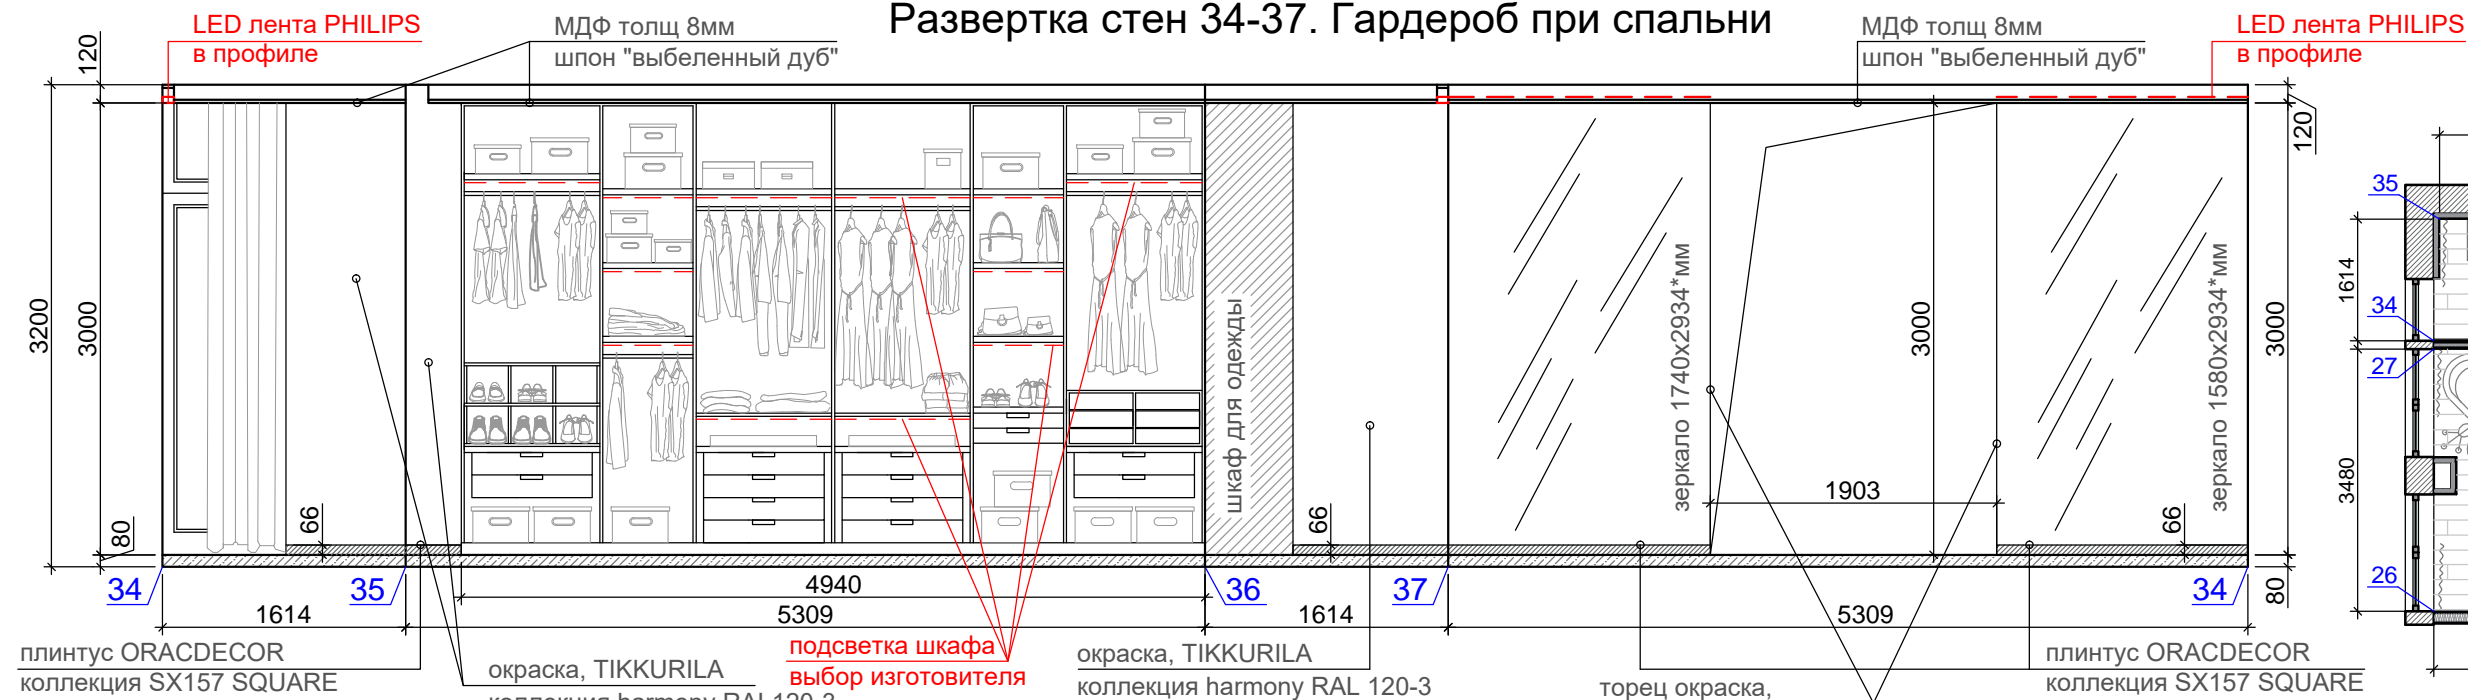 Развертка стен 34-37. Гардероб при спальни
LED лента PHILIPS
в профиле
МДФ толщ 8мм
шпон "выбеленный дуб"
МДФ толщ 8мм
шпон "выбеленный дуб"
LED лента PHILIPS
в профиле
120
3200
3000
80
66
шкаф для одежды
66
зеркало 1740х2934*мм
1903
3000
зеркало 1580х2934*мм
66
120
3000
80
34
35
36
37
34
1614
4940
5309
1614
5309
35
1614
34
27
3480
26
плинтус ORACDECOR
коллекция SX157 SQUARE
окраска, TIKKURILA
коллекция harmony RAL120-3
подсветка шкафа
выбор изготовителя
окраска, TIKKURILA
коллекция harmony RAL 120-3
торец окраска,
плинтус ORACDECOR
коллекция SX157 SQUARE